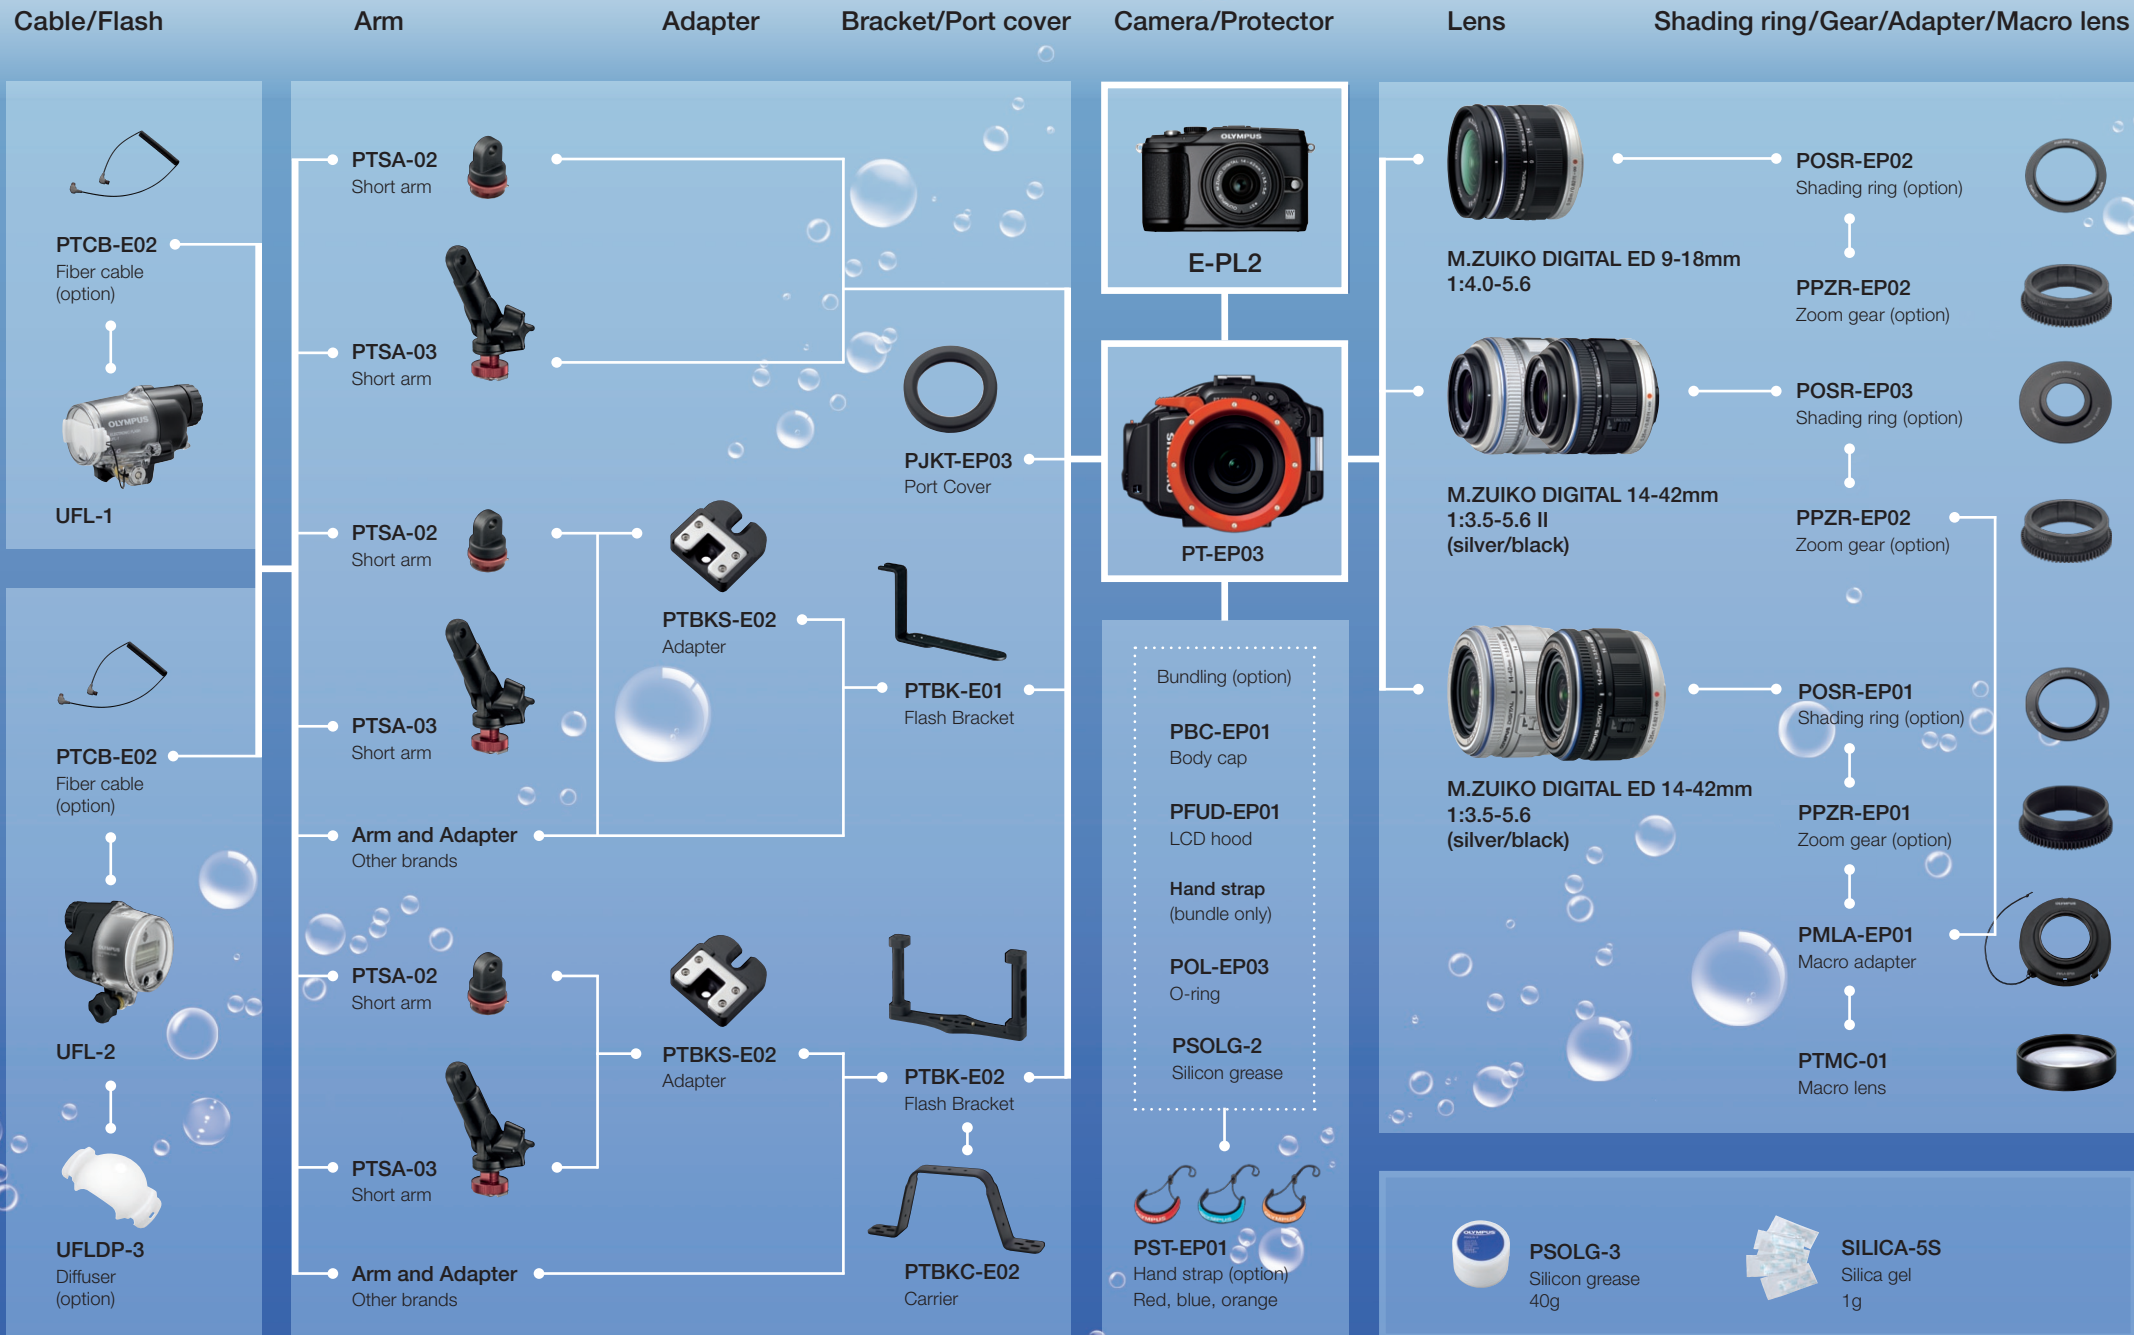 Cable/Flash
Arm
Adapter
Bracket/Port cover
Camera/Protector
Lens
Shading ring/Gear/Adapter/Macro lens
PTCB-E02
Fiber cable
(option)
OLYMPUS
UFL-1
PTCB-E02
Fiber cable
(option)
UFL-2
UFLDP-3
Diffuser
(option)
PTSA-02
Short arm
PTSA-03
Short arm
PTSA-02
Short arm
PTSA-03
Short arm
Arm and Adapter
Other brands
PTSA-02
Short arm
PTSA-03
Short arm
Arm and Adapter
Other brands
PTBKS-E02
Adapter
PTBKS-E02
Adapter
PJKT-EP03
Port Cover
PTBK-E01
Flash Bracket
PTBK-E02
Flash Bracket
PTBKC-E02
Carrier
OLYMPUS
E-PL2
PT-EP03
Bundling (option)
PBC-EP01
Body cap
PFUD-EP01
LCD hood
Hand strap
(bundle only)
POL-EP03
O-ring
PSOLG-2
Silicon grease
PST-EP01
Hand strap (option)
Red, blue, orange
M.ZUIKO DIGITAL ED 9-18mm
1:4.0-5.6
M.ZUIKO DIGITAL 14-42mm
1:3.5-5.6 II
(silver/black)
M.ZUIKO DIGITAL ED 14-42mm
1:3.5-5.6
(silver/black)
POSR-EP02
Shading ring (option)
PPZR-EP02
Zoom gear (option)
POSR-EP03
Shading ring (option)
PPZR-EP02
Zoom gear (option)
POSR-EP01
Shading ring (option)
PPZR-EP01
Zoom gear (option)
PMLA-EP01
Macro adapter
PTMC-01
Macro lens
OLYMPUS
PSOLG-3
Silicon grease
40g
SILICA-5S
Silica gel
1g